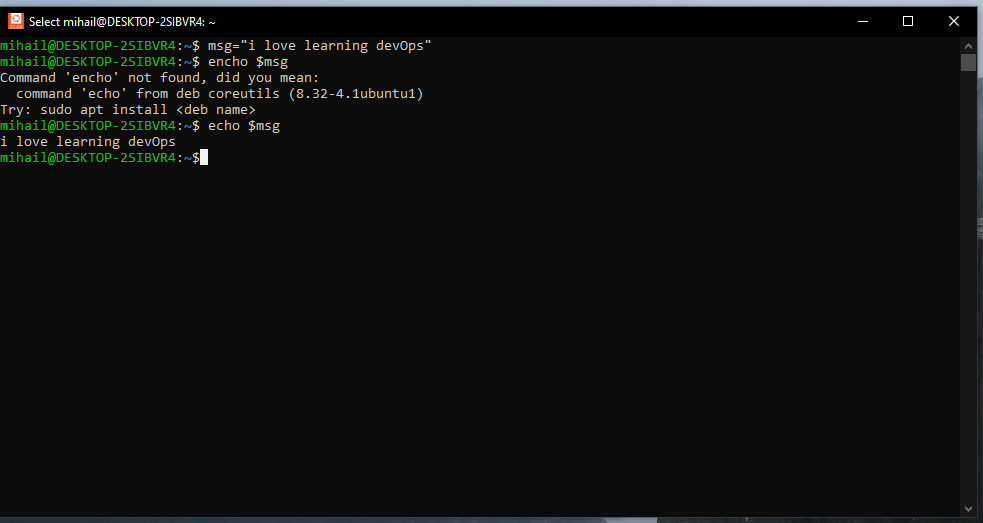 Select mihail@DESKTOP-2SIBVR4: ~
mihail@DESKTOP-2SIBVR4:~$ msg="i love learning devOps"
mihail@DESKTOP-2SIBVR4:~$ encho $msg
Command 'encho' not found, did you mean:
  command 'echo' from deb coreutils (8.32-4.1ubuntu1)
Try: sudo apt install <deb name>
mihail@DESKTOP-2SIBVR4:~$ echo $msg
i love learning devOps
mihail@DESKTOP-2SIBVR4:~$